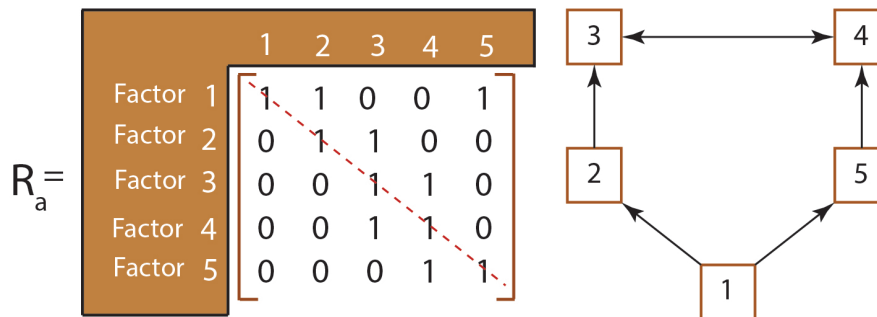 1 2 3 4 5
Factor 1 1 1 0 0 1
Factor 2 0 1 1 0 0
Rₐ= Factor 3 0 0 1 1 0
Factor 4 0 0 1 1 0
Factor 5 0 0 0 1 1
3 4
2 5
1